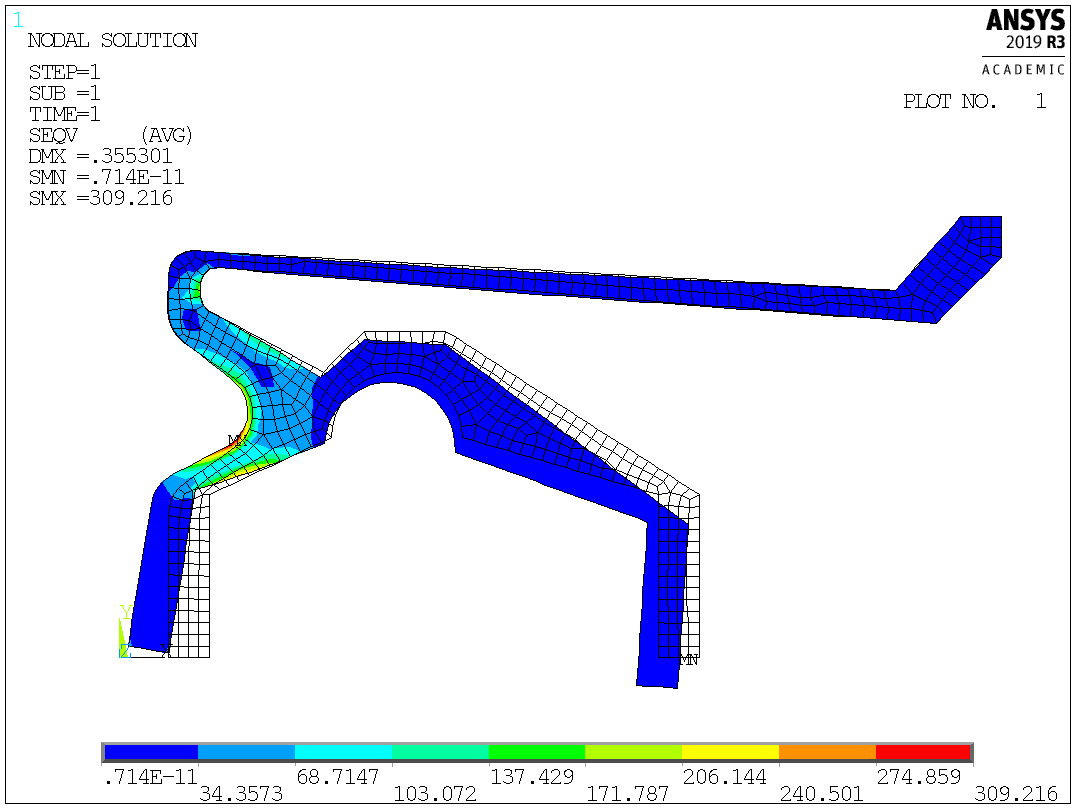 1
NODAL SOLUTION
STEP=1
SUB =1
TIME=1
SEQV (AVG)
DMX =.355301
SMN =.714E-11
SMX =309.216
ANSYS
2019 R3
ACADEMIC
PLOT NO. 1
MX
Y
MN
.714E-11 68.7147 137.429 206.144 274.859
34.3573 103.072 171.787 240.501 309.216